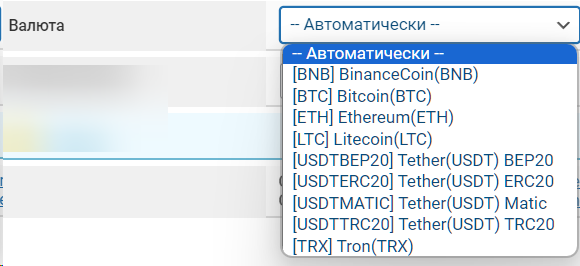 Валюта
-- Автоматически --
-- Автоматически --
[BNB] BinanceCoin(BNB)
[BTC] Bitcoin(BTC)
[ETH] Ethereum(ETH)
[LTC] Litecoin(LTC)
[USDTBEP20] Tether(USDT) BEP20
[USDTERC20] Tether(USDT) ERC20
[USDTMATIC] Tether(USDT) Matic
[USDTTRC20] Tether(USDT) TRC20
[TRX] Tron(TRX)